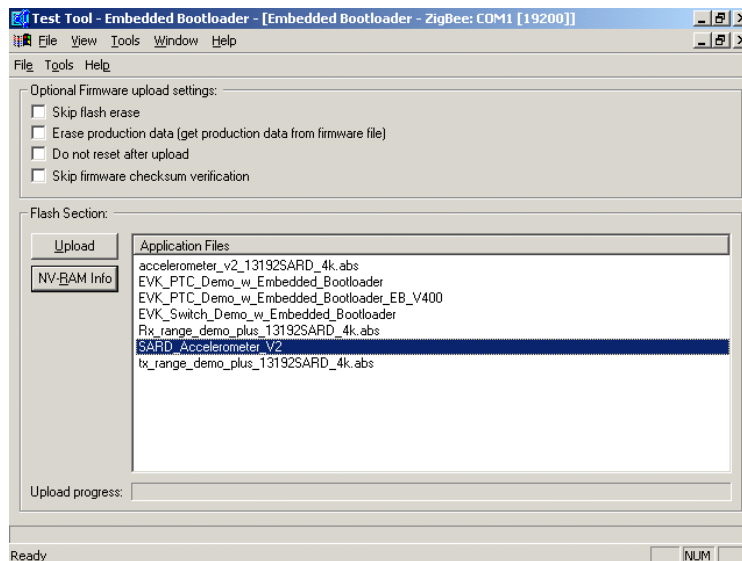 Test Tool - Embedded Bootloader - [Embedded Bootloader - ZigBee: COM1 [19200]]
File View Tools Window Help
File Tools Help
Optional Firmware upload settings:
Skip flash erase
Erase production data (get production data from firmware file)
Do not reset after upload
Skip firmware checksum verification
Flash Section:
Upload
Application Files
NV-RAM Info
accelerometer_v2_13192SARD_4k.abs
EVK_PTC_Demo_w_Embedded_Bootloader
EVK_PTC_Demo_w_Embedded_Bootloader_EB_V400
EVK_Switch_Demo_w_Embedded_Bootloader
Rx_range_demo_plus_13192SARD_4k.abs
SARD_Accelerometer_V2
tx_range_demo_plus_13192SARD_4k.abs
Upload progress:
Ready NUM